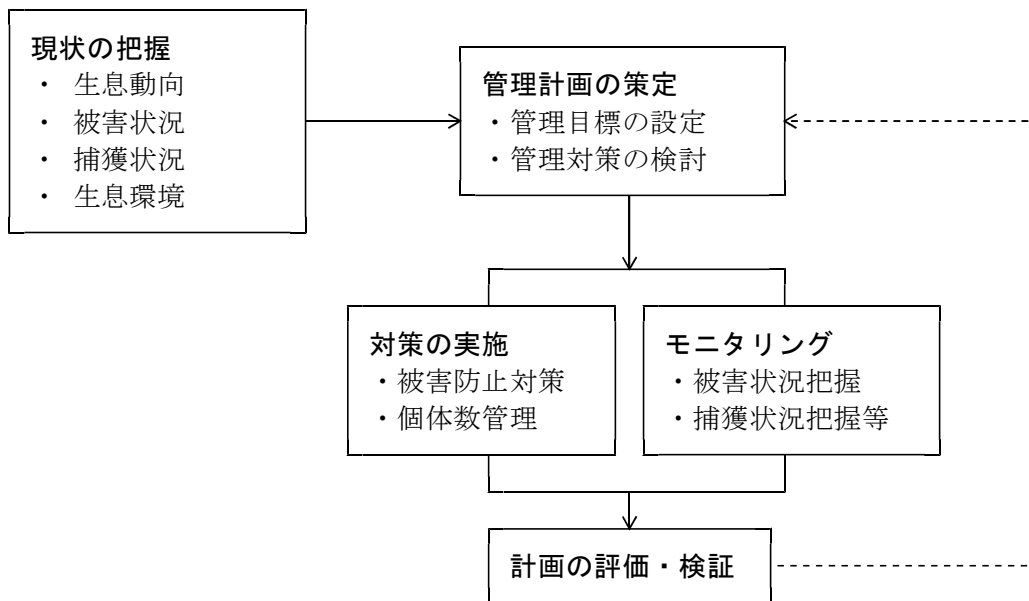 現状の把握
・ 生息動向
・ 被害状況
・ 捕獲状況
・ 生息環境
管理計画の策定
・管理目標の設定
・管理対策の検討
対策の実施
・被害防止対策
・個体数管理
モニタリング
・被害状況把握
・捕獲状況把握等
計画の評価・検証